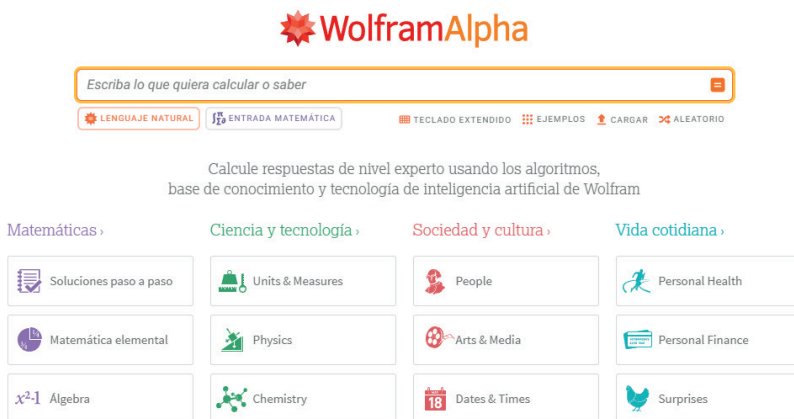 WolframAlpha
Escriba lo que quiera calcular o saber
LENGUAJE NATURAL
ENTRADA MATEMÁTICA
TECLADO EXTENDIDO
EJEMPLOS
CARGAR
ALEATORIO
Calcule respuestas de nivel experto usando los algoritmos,
base de conocimiento y tecnología de inteligencia artificial de Wolfram
Matemáticas ›
Ciencia y tecnología ›
Sociedad y cultura ›
Vida cotidiana ›
Soluciones paso a paso
Units & Measures
People
Personal Health
Matemática elemental
Physics
Arts & Media
Personal Finance
x²-1 Álgebra
Chemistry
18 Dates & Times
Surprises